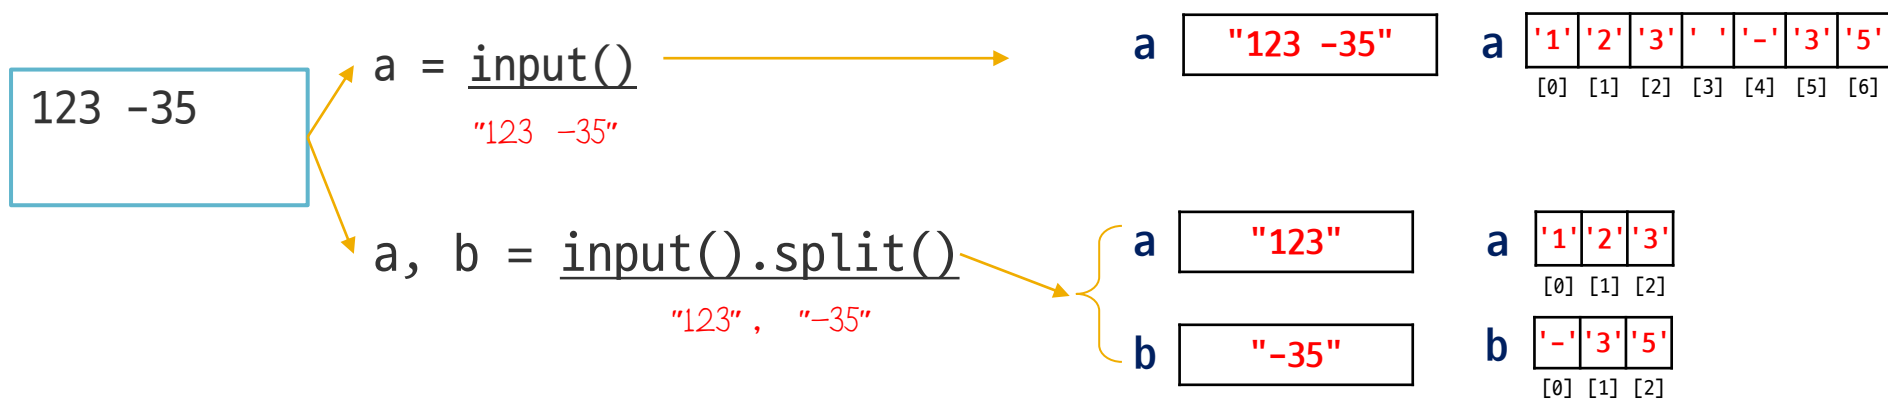 123 -35
a = input()
"123 -35"
a "123 -35"
a '1' '2' '3' ' ' '-' '3' '5'
[0] [1] [2] [3] [4] [5] [6]
a, b = input().split()
"123" , "-35"
a "123"
a '1' '2' '3'
[0] [1] [2]
b "-35"
b '-' '3' '5'
[0] [1] [2]